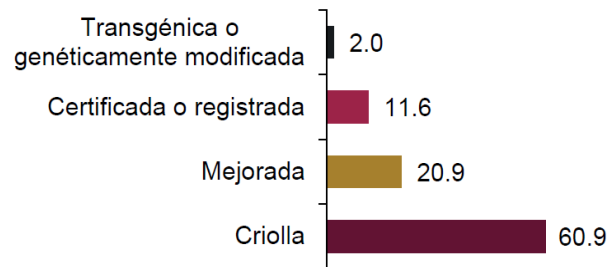 Transgénica o
genéticamente modificada
2.0
Certificada o registrada
11.6
Mejorada
20.9
Criolla
60.9